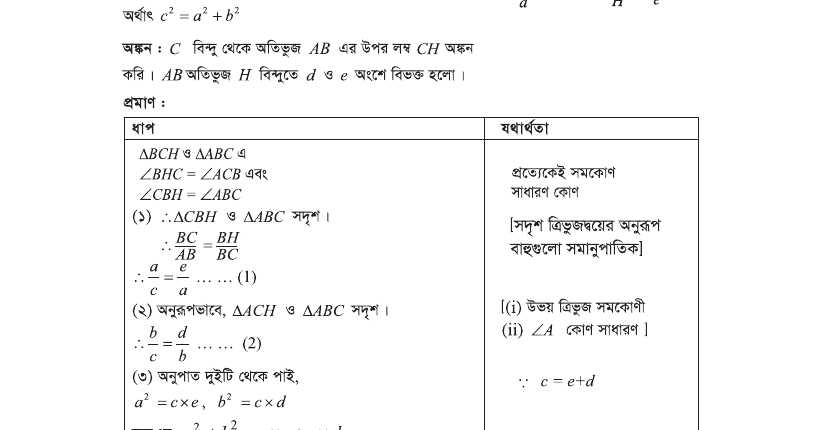 a H e
অর্থাৎ c² = a² + b²
অঙ্কন : C বিন্দু থেকে অতিভুজ AB এর উপর লম্ব CH অঙ্কন
করি। AB অতিভুজ H বিন্দুতে d ও e অংশে বিভক্ত হলো।
প্রমাণ :
ধাপ যথার্থতা
ΔBCH ও ΔABC এ
∠BHC = ∠ACB এবং প্রত্যেকেই সমকোণ
∠CBH = ∠ABC সাধারণ কোণ
(১) ∴ΔCBH ও ΔABC সদৃশ। [সদৃশ ত্রিভুজদ্বয়ের অনুরূপ
∴ BC/AB = BH/BC বাহুগুলো সমানুপাতিক]
∴ a/c = e/a … … (1)
(২) অনুরূপভাবে, ΔACH ও ΔABC সদৃশ। [(i) উভয় ত্রিভুজ সমকোণী
∴ b/c = d/b … … (2) (ii) ∠A কোণ সাধারণ ]
(৩) অনুপাত দুইটি থেকে পাই,
a² = c×e , b² = c×d ∵ c = e+d